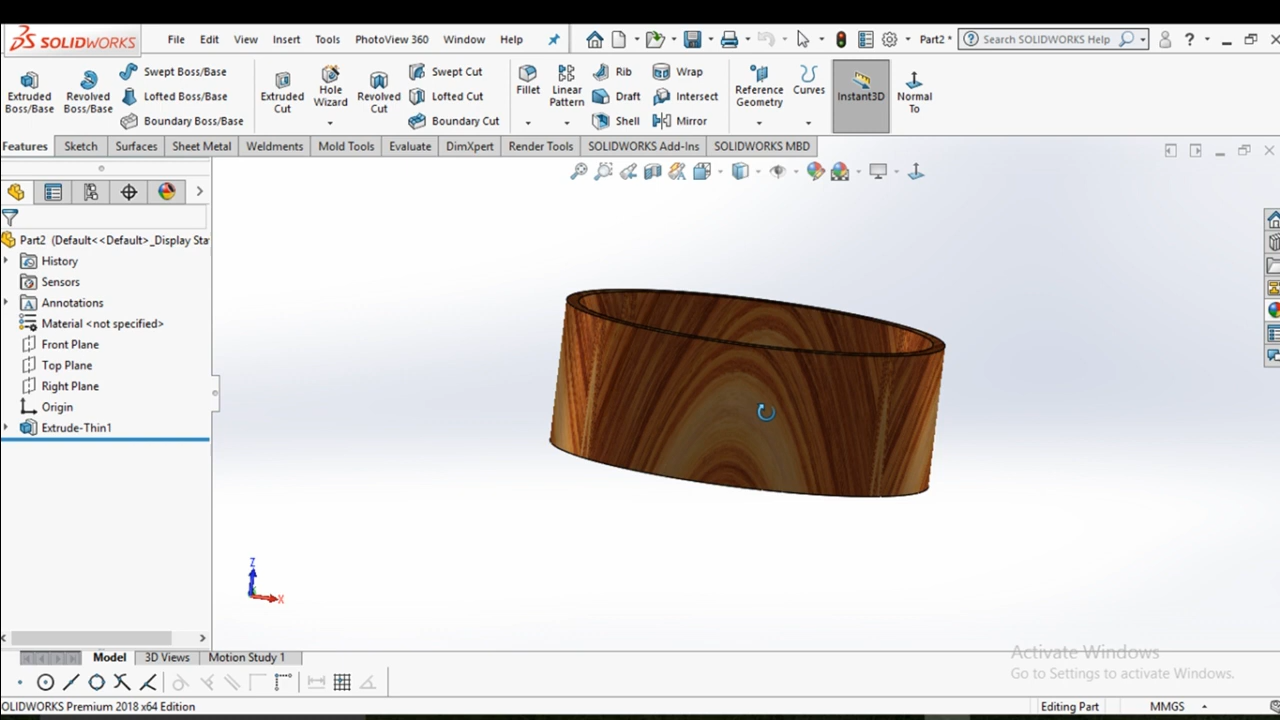 SOLIDWORKS File Edit View Insert Tools PhotoView 360 Window Help Part2 * Search SOLIDWORKS Help ?
Extruded Boss/Base
Revolved Boss/Base
Swept Boss/Base
Lofted Boss/Base
Boundary Boss/Base
Extruded Cut
Hole Wizard
Revolved Cut
Swept Cut
Lofted Cut
Boundary Cut
Fillet
Linear Pattern
Rib
Draft
Shell
Wrap
Intersect
Mirror
Reference Geometry
Curves
Instant3D
Normal To
Features Sketch Surfaces Sheet Metal Weldments Mold Tools Evaluate DimXpert Render Tools SOLIDWORKS Add-Ins SOLIDWORKS MBD
Part2 (Default<<Default>_Display Sta
History
Sensors
Annotations
Material <not specified>
Front Plane
Top Plane
Right Plane
Origin
Extrude-Thin1
Z
X
Activate Windows
Go to Settings to activate Windows.
Model 3D Views Motion Study 1
OLIDWORKS Premium 2018 x64 Edition Editing Part MMGS